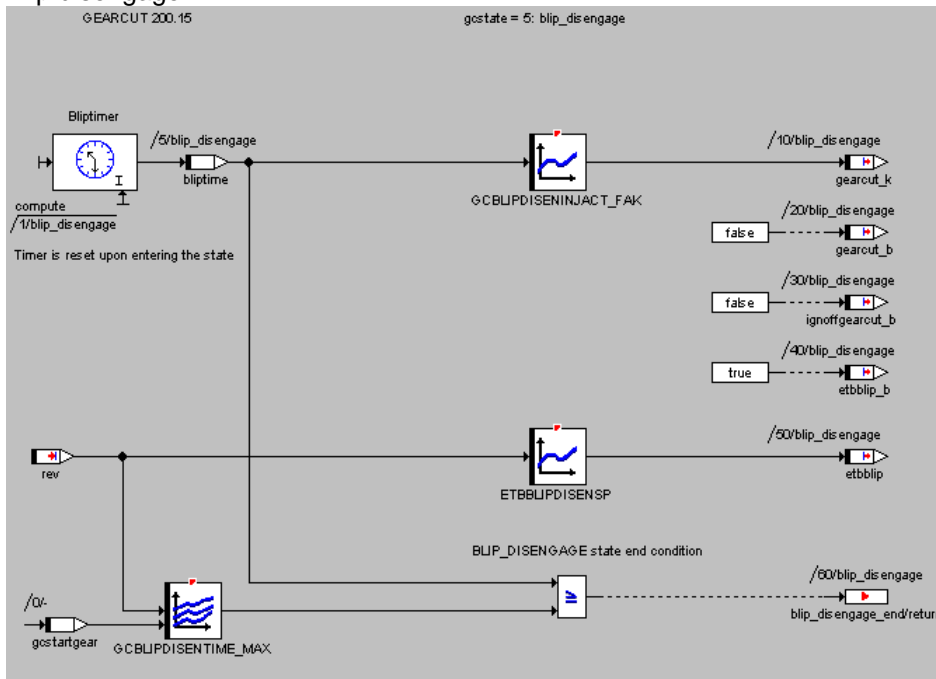 GEARCUT 200.15
gcstate = 5: blip_disengage
Bliptimer
/5/blip_disengage
bliptime
I
compute
/1/blip_disengage
Timer is reset upon entering the state
GCBLIPDISENINJACT_FAK
/10/blip_disengage
gearcut_k
/20/blip_disengage
false
gearcut_b
/30/blip_disengage
false
ignoffgearcut_b
/40/blip_disengage
true
etbblip_b
/50/blip_disengage
rev
ETBBLIPDISENSP
etbblip
BLIP_DISENGAGE state end condition
/60/blip_disengage
≥
blip_disengage_end/return
/0/-
gcstartgear
GCBLIPDISENTIME_MAX